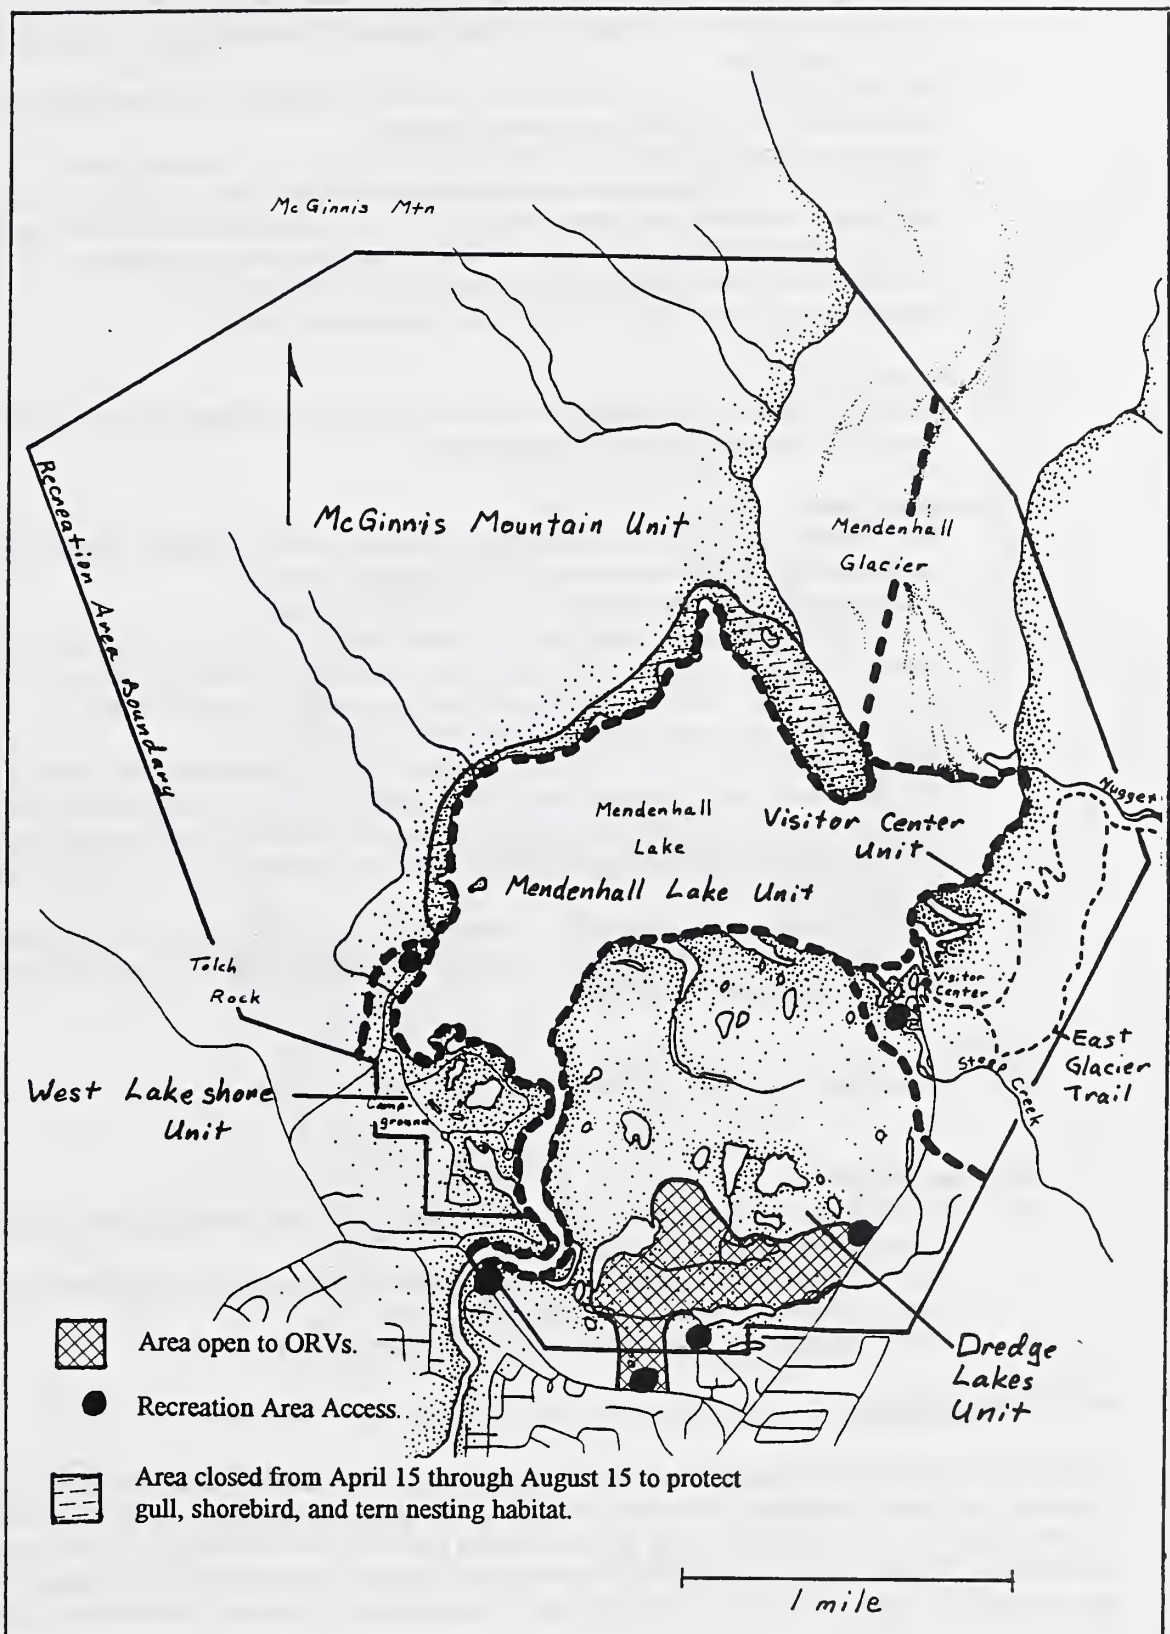 McGinnis Mtn
Recreation Area Boundary
McGinnis Mountain Unit
Mendenhall
Glacier
Nugget
Mendenhall
Lake
Visitor Center
Unit
Mendenhall Lake Unit
Tolch
Rock
Visitor
Center
East
Glacier
Trail
Steep Creek
West Lakeshore
Unit
Camp-
ground
Area open to ORVs.
Recreation Area Access.
Dredge
Lakes
Unit
Area closed from April 15 through August 15 to protect
gull, shorebird, and tern nesting habitat.
1 mile